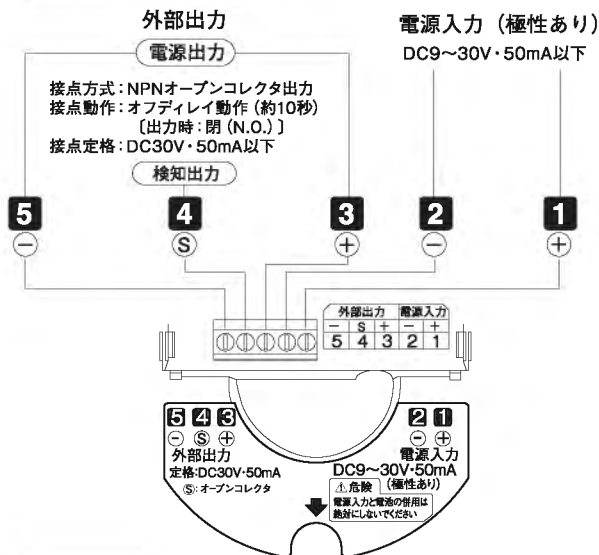 外部出力
電源出力
接点方式：NPNオープンコレクタ出力
接点動作：オフディレイ動作（約10秒）
〔出力時：閉（N.O.）〕
接点定格：DC30V・50mA以下
検知出力
電源入力（極性あり）
DC9～30V・50mA以下
5 4 3 2 1
－ S ＋ － ＋
外部出力 電源入力
－ S ＋ － ＋
5 4 3 2 1
5 4 3
－ S ＋
外部出力
定格：DC30V・50mA
Ⓢ：オープンコレクタ
2 1
－ ＋
電源入力
DC9～30V・50mA
（極性あり）
⚠危険
電源入力と電池の併用は
絶対にしないでください